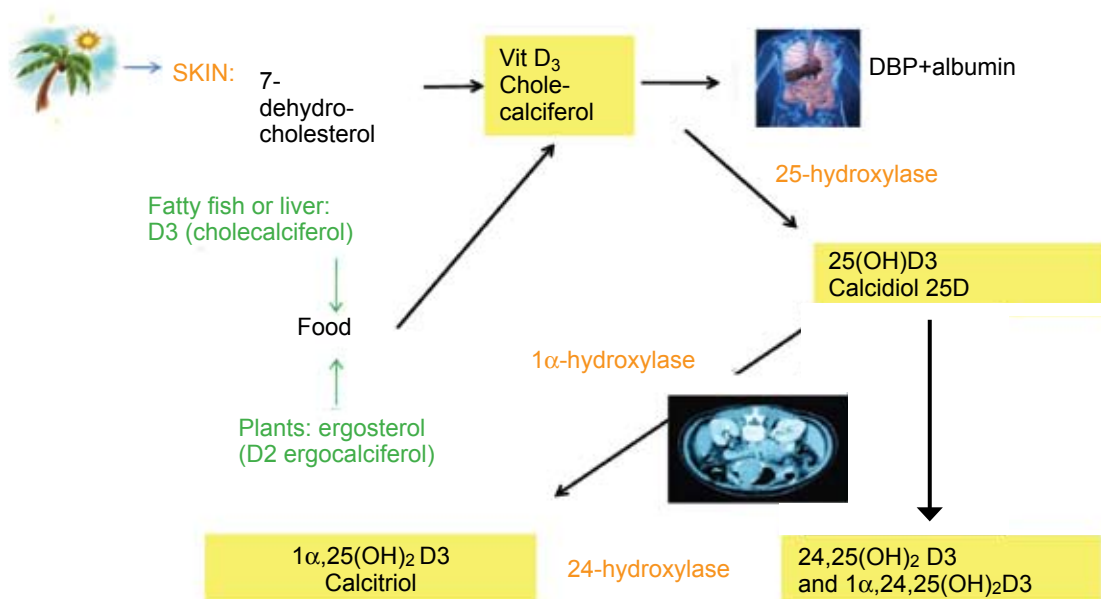 SKIN:
7-
dehydro-
cholesterol
Vit D₃
Chole-
calciferol
DBP+albumin
25-hydroxylase
Fatty fish or liver:
D3 (cholecalciferol)
25(OH)D3
Calcidiol 25D
Food
1α-hydroxylase
Plants: ergosterol
(D2 ergocalciferol)
1α,25(OH)₂ D3
Calcitriol
24-hydroxylase
24,25(OH)₂ D3
and 1α,24,25(OH)₂D3